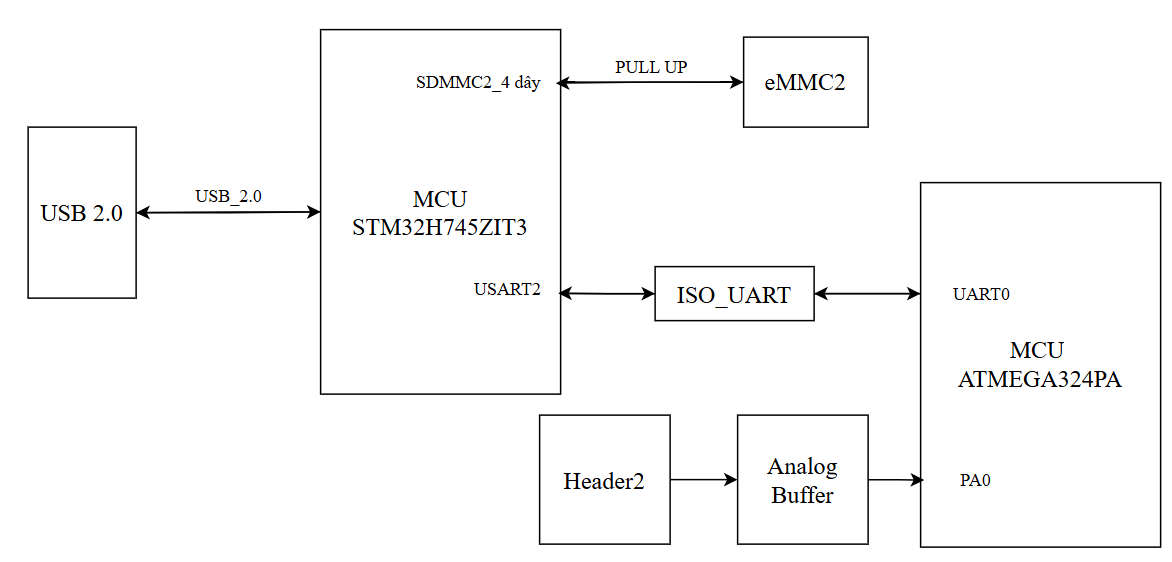 PULL UP
SDMMC2_4 dây
eMMC2
USB_2.0
USB 2.0
MCU
STM32H745ZIT3
USART2
ISO_UART
UART0
MCU
ATMEGA324PA
Header2
Analog
Buffer
PA0